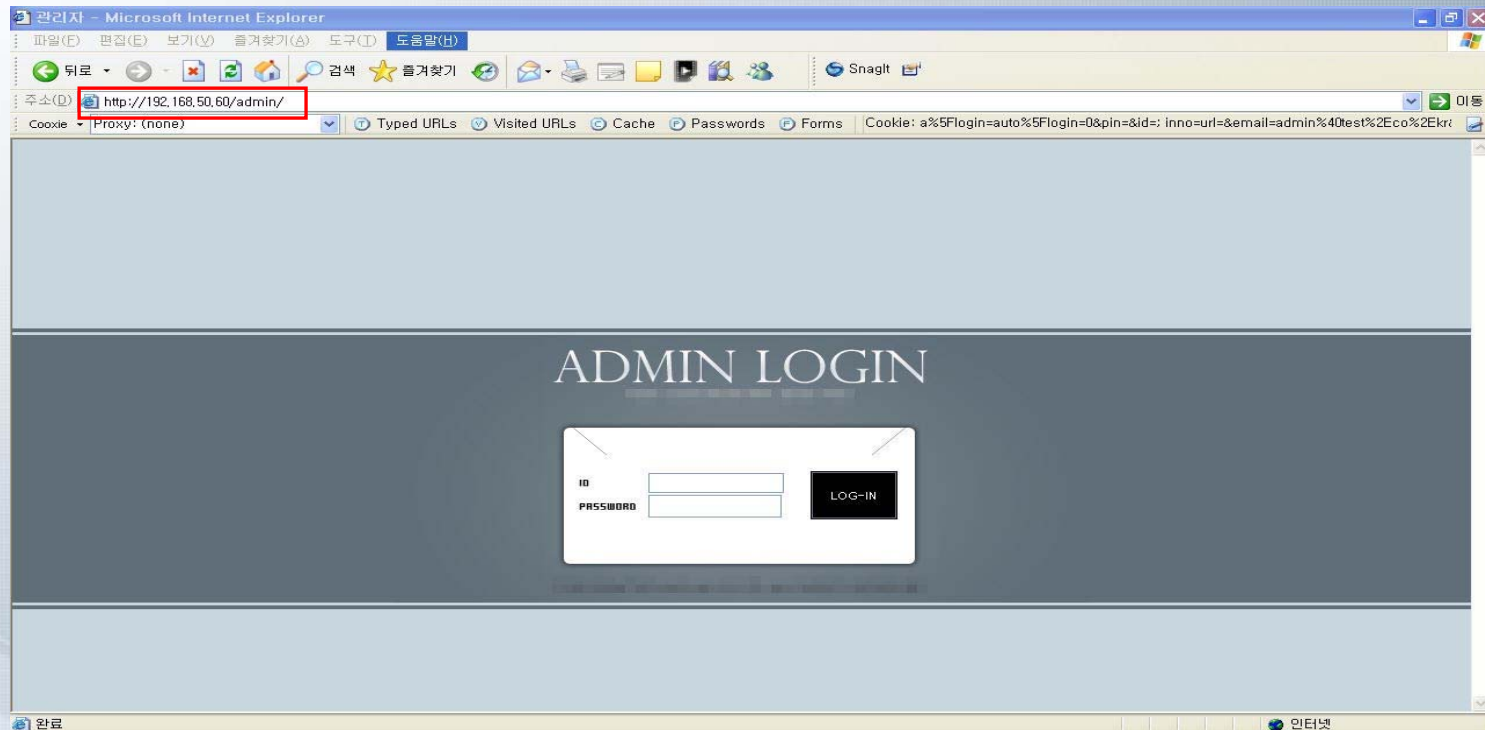 관리자 - Microsoft Internet Explorer
파일(F) 편집(E) 보기(V) 즐겨찾기(A) 도구(T) 도움말(H)
뒤로 검색 즐겨찾기 SnagIt
주소(D) http://192.168.50.60/admin/ 이동
Cooxie Proxy: (none) Typed URLs Visited URLs Cache Passwords Forms Cookie: a%5Flogin=auto%5Flogin=0&pin=&id=; inno=url=&email=admin%40test%2Eco%2Ekr
ADMIN LOGIN
ID
PASSWORD
LOG-IN
완료 인터넷